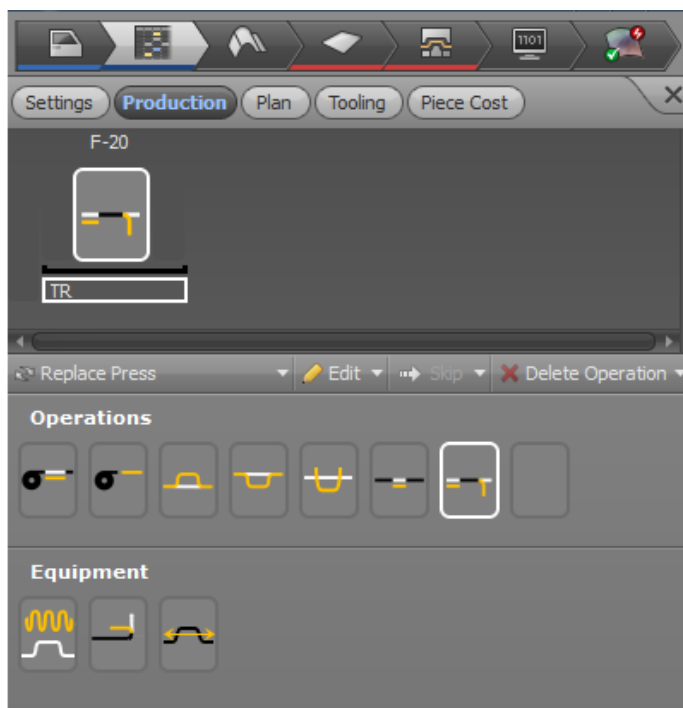 1101
Settings Production Plan Tooling Piece Cost
F-20
TR
Replace Press Edit Skip Delete Operation
Operations
Equipment